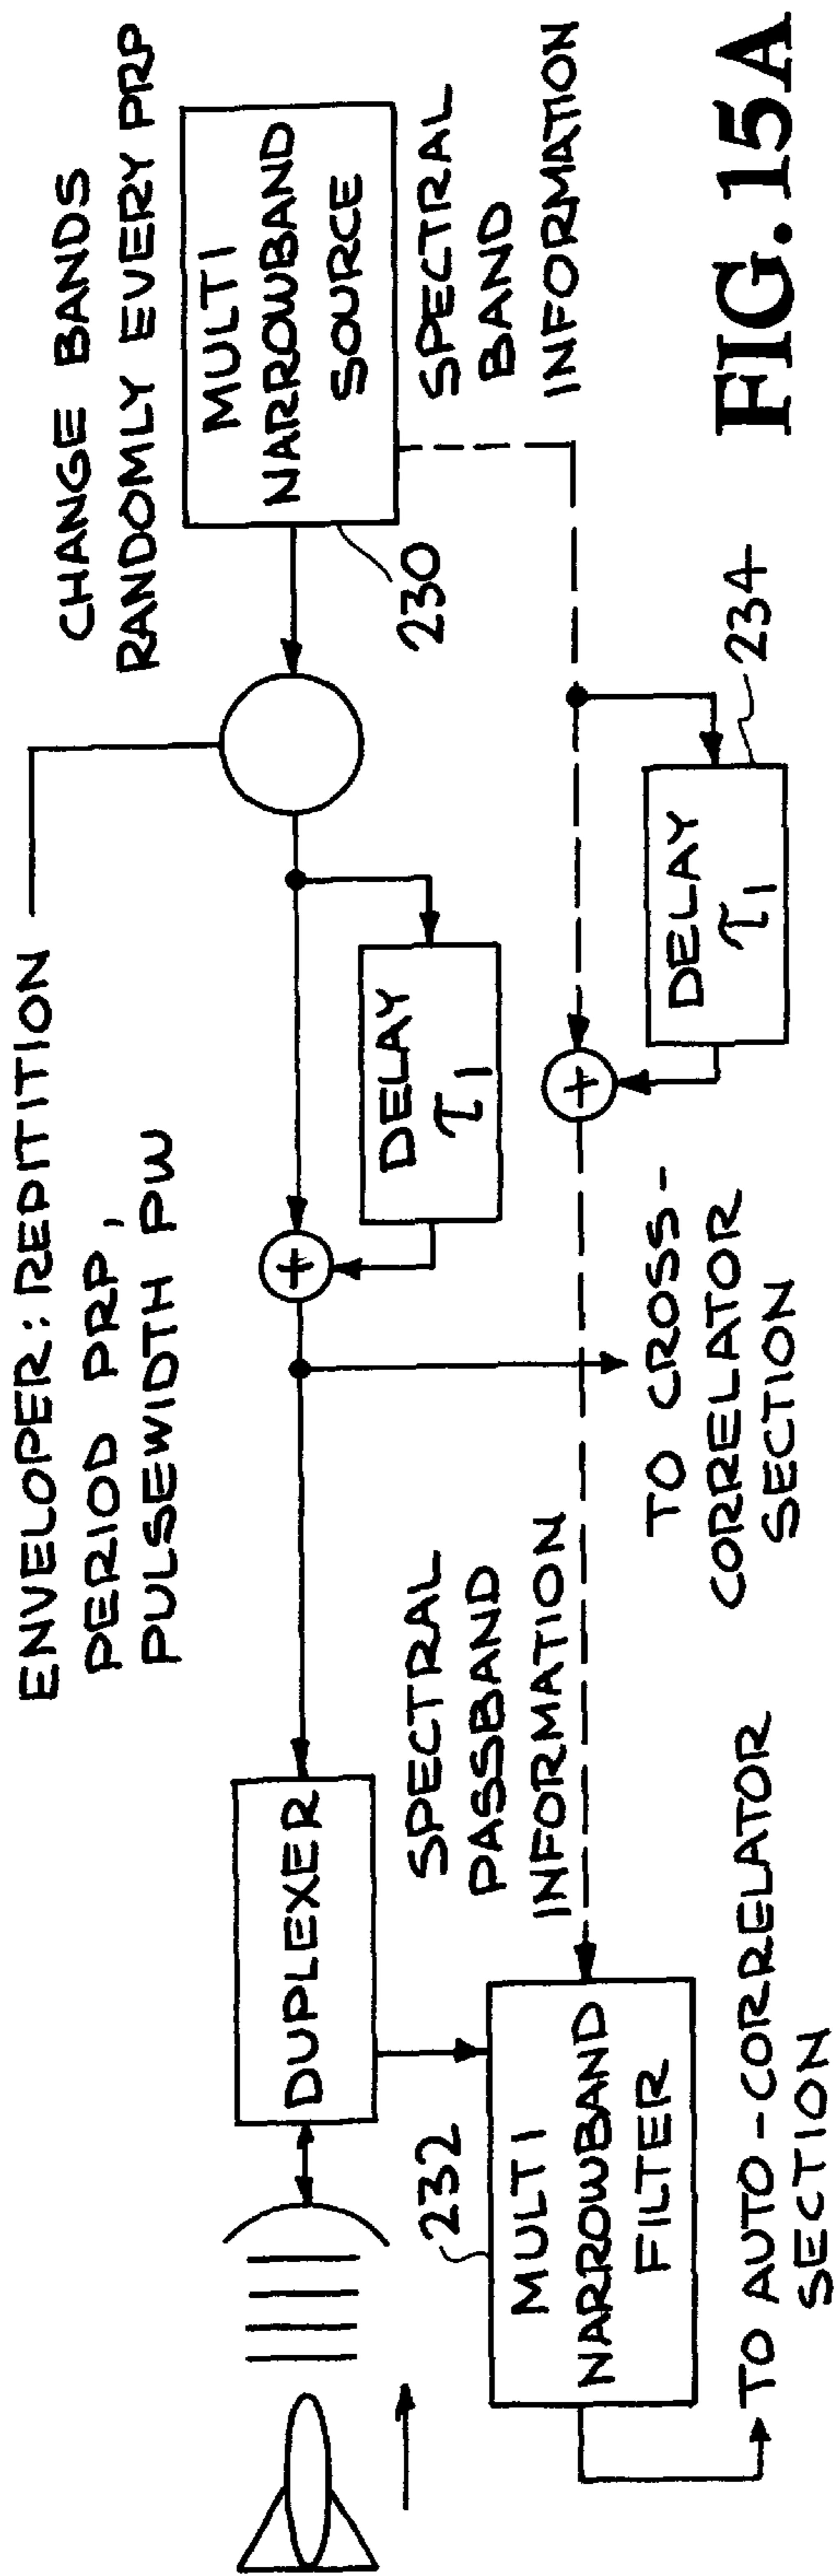 ENVELOPER: REPITITION
PERIOD PRP,
PULSEWIDTH PW
CHANGE BANDS
RANDOMLY EVERY PRP
MULTI
NARROWBAND
SOURCE
230
SPECTRAL
BAND
INFORMATION
DELAY
τ1
DUPLEXER
SPECTRAL
PASSBAND
INFORMATION
DELAY
τ1
234
232
MULTI
NARROWBAND
FILTER
TO CROSS-
CORRELATOR
SECTION
TO AUTO-CORRELATOR
SECTION
+
+
FIG. 15A